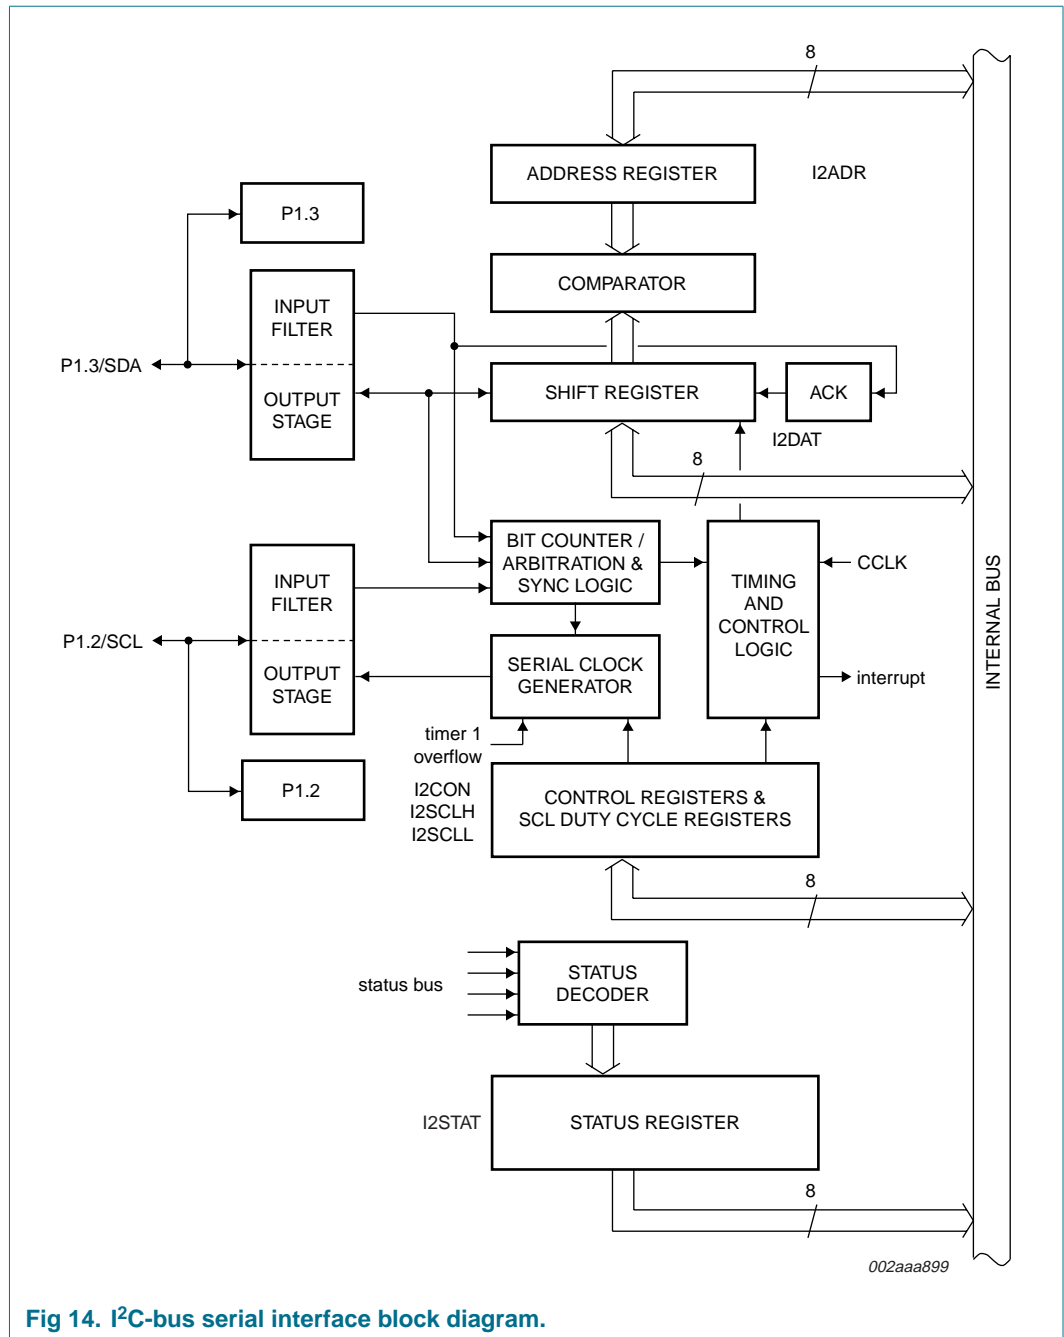 8
ADDRESS REGISTER
I2ADR
P1.3
COMPARATOR
INPUT
FILTER
P1.3/SDA
OUTPUT
STAGE
SHIFT REGISTER
ACK
I2DAT
8
BIT COUNTER /
ARBITRATION &
SYNC LOGIC
INPUT
FILTER
TIMING
AND
CONTROL
LOGIC
CCLK
INTERNAL BUS
P1.2/SCL
OUTPUT
STAGE
SERIAL CLOCK
GENERATOR
interrupt
timer 1
overflow
P1.2
I2CON
I2SCLH
I2SCLL
CONTROL REGISTERS &
SCL DUTY CYCLE REGISTERS
8
status bus
STATUS
DECODER
I2STAT
STATUS REGISTER
8
002aaa899
Fig 14. I²C-bus serial interface block diagram.